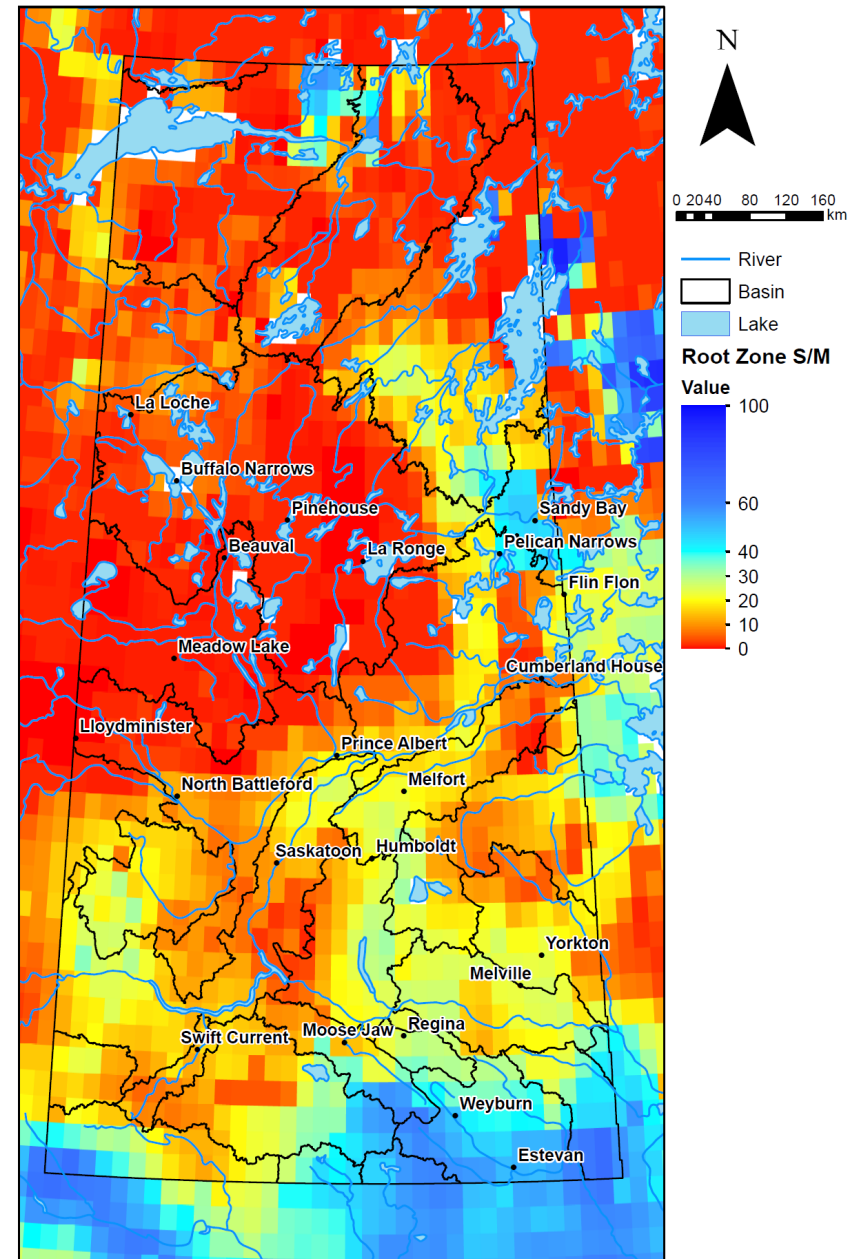 N
0 20 40 80 120 160
km
River
Basin
Lake
Root Zone S/M
Value
100
60
40
30
20
10
0
La Loche
Buffalo Narrows
Pinehouse
Sandy Bay
Beauval
La Ronge
Pelican Narrows
Flin Flon
Meadow Lake
Cumberland House
Lloydminister
Prince Albert
North Battleford
Melfort
Saskatoon
Humboldt
Yorkton
Melville
Swift Current
Moose Jaw
Regina
Weyburn
Estevan